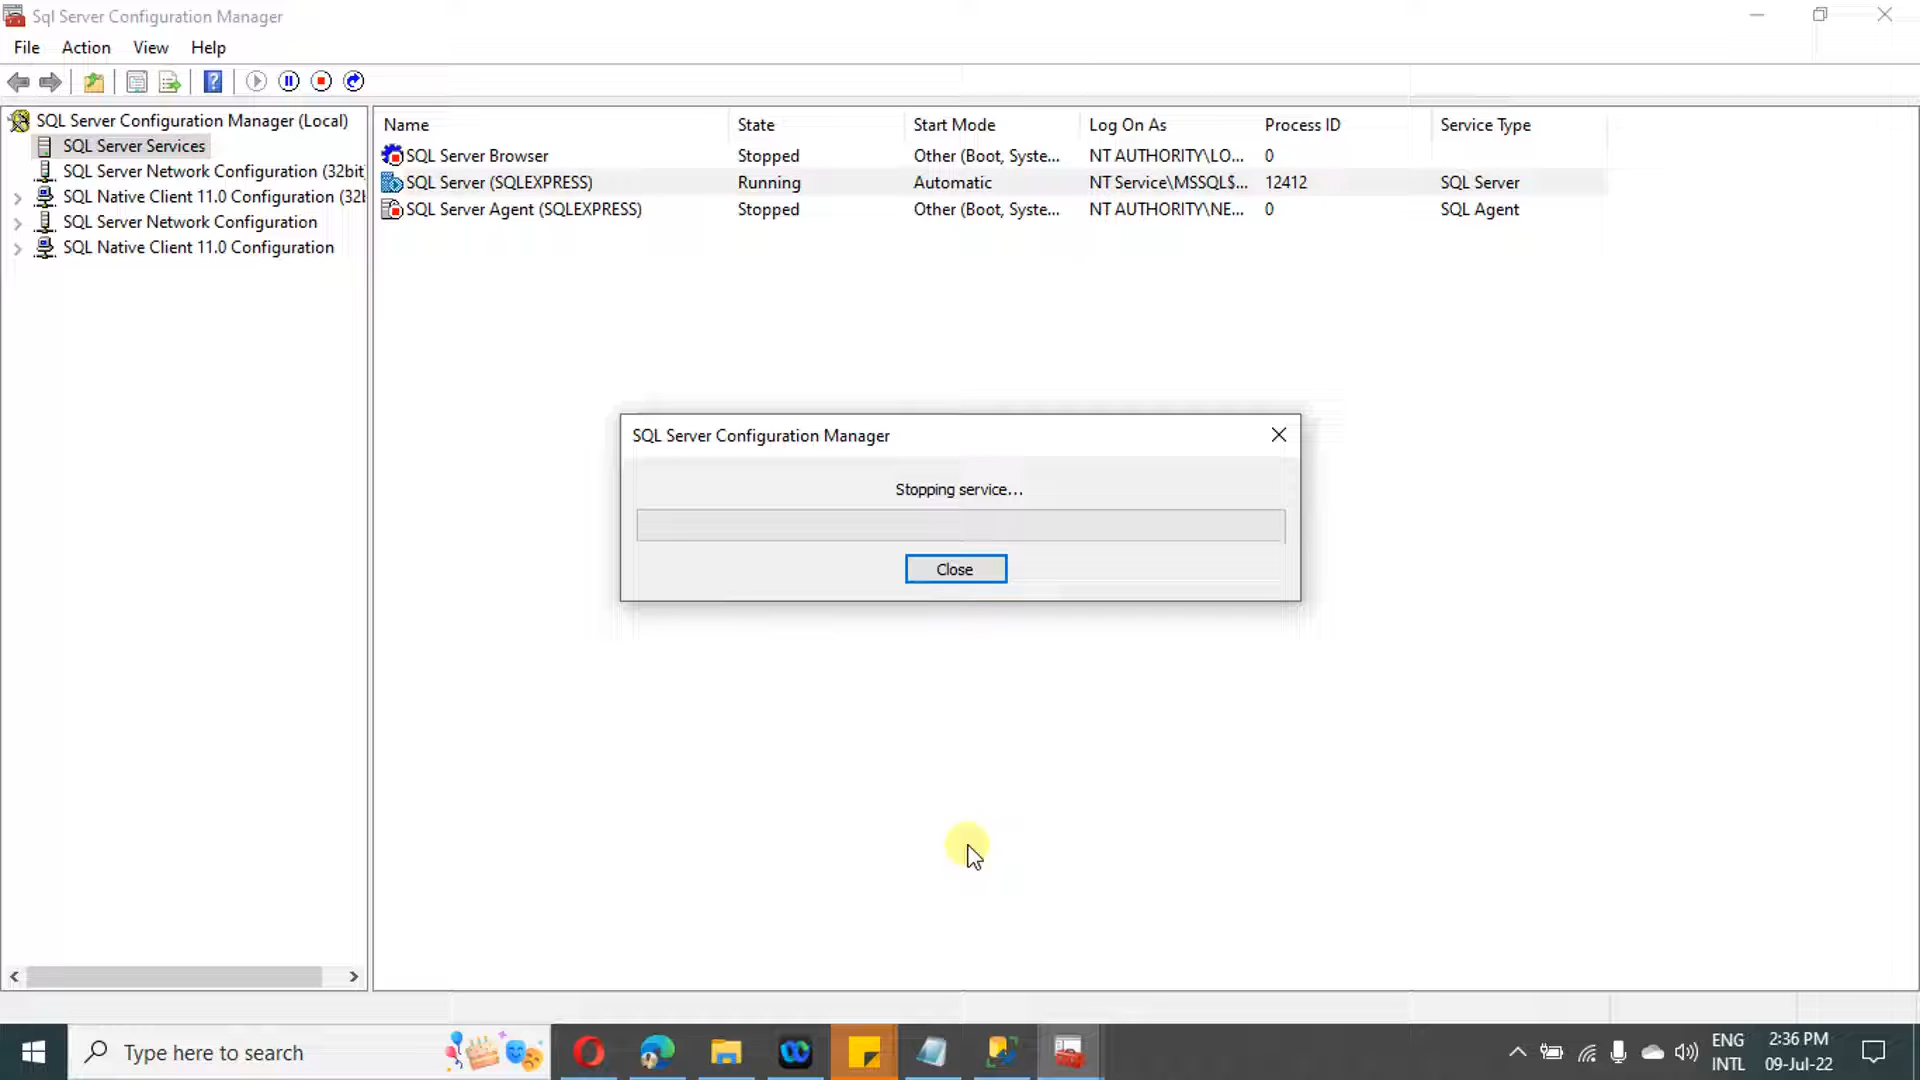 Sql Server Configuration Manager
File Action View Help
SQL Server Configuration Manager (Local)
SQL Server Services
SQL Server Network Configuration (32bit
SQL Native Client 11.0 Configuration (32b
SQL Server Network Configuration
SQL Native Client 11.0 Configuration
Name State Start Mode Log On As Process ID Service Type
SQL Server Browser Stopped Other (Boot, Syste... NT AUTHORITY\LO... 0
SQL Server (SQLEXPRESS) Running Automatic NT Service\MSSQL$... 12412 SQL Server
SQL Server Agent (SQLEXPRESS) Stopped Other (Boot, Syste... NT AUTHORITY\NE... 0 SQL Agent
SQL Server Configuration Manager
Stopping service...
Close
Type here to search
ENG
INTL
2:36 PM
09-Jul-22